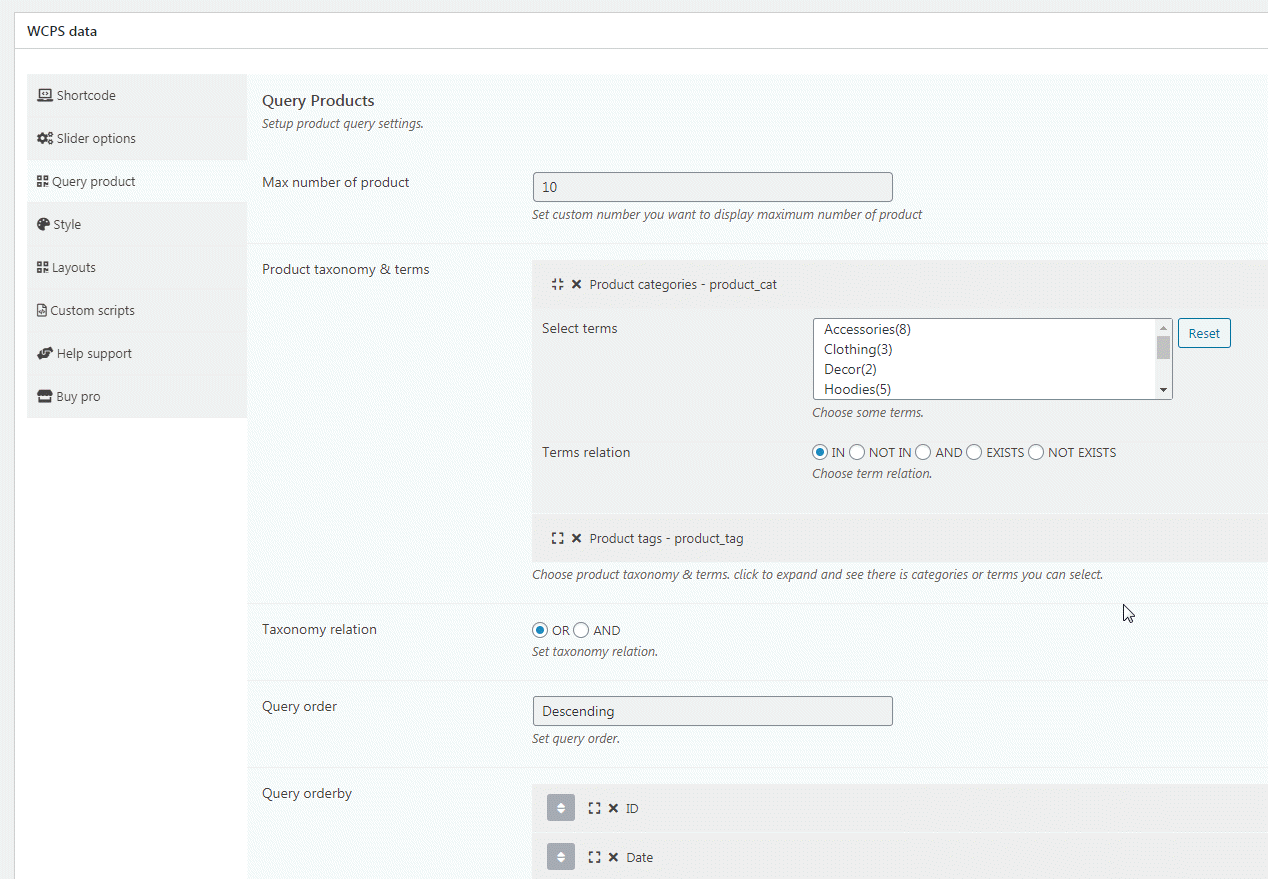 WCPS data
Shortcode
Slider options
Query product
Style
Layouts
Custom scripts
Help support
Buy pro
Query Products
Setup product query settings.
Max number of product
10
Set custom number you want to display maximum number of product
Product taxonomy & terms
Product categories - product_cat
Select terms
Accessories(8)
Clothing(3)
Decor(2)
Hoodies(5)
Reset
Choose some terms.
Terms relation
IN NOT IN AND EXISTS NOT EXISTS
Choose term relation.
Product tags - product_tag
Choose product taxonomy & terms. click to expand and see there is categories or terms you can select.
Taxonomy relation
OR AND
Set taxonomy relation.
Query order
Descending
Set query order.
Query orderby
ID
Date